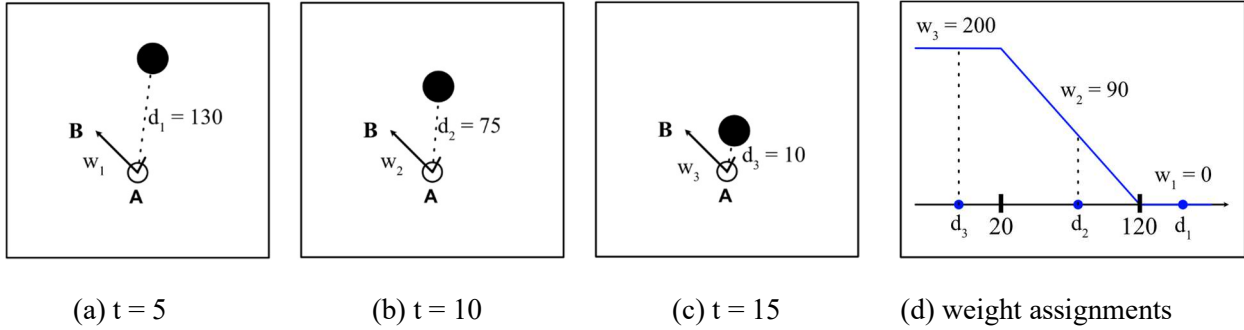 d₁ = 130
B
w₁
A
d₂ = 75
B
w₂
A
B
d₃ = 10
w₃
A
w₃ = 200
w₂ = 90
w₁ = 0
d₃ 20 d₂ 120 d₁
(a) t = 5
(b) t = 10
(c) t = 15
(d) weight assignments